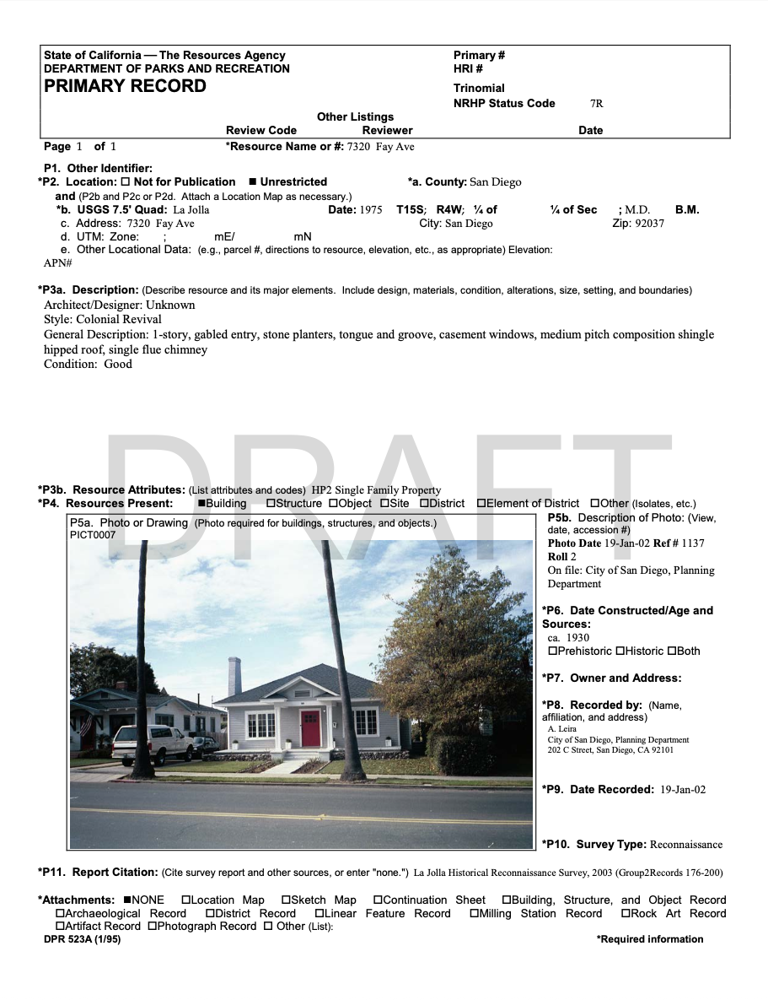 State of California — The Resources Agency
DEPARTMENT OF PARKS AND RECREATION
PRIMARY RECORD
Primary #
HRI #
Trinomial
NRHP Status Code 7R
Other Listings
Review Code Reviewer Date
Page 1 of 1 *Resource Name or #: 7320 Fay Ave
P1. Other Identifier:
*P2. Location: ☐ Not for Publication ■ Unrestricted *a. County: San Diego
and (P2b and P2c or P2d. Attach a Location Map as necessary.)
*b. USGS 7.5' Quad: La Jolla Date: 1975 T15S; R4W; ¼ of ¼ of Sec ; M.D. B.M.
c. Address: 7320 Fay Ave City: San Diego Zip: 92037
d. UTM: Zone: ; mE/ mN
e. Other Locational Data: (e.g., parcel #, directions to resource, elevation, etc., as appropriate) Elevation:
APN#
*P3a. Description: (Describe resource and its major elements. Include design, materials, condition, alterations, size, setting, and boundaries)
Architect/Designer: Unknown
Style: Colonial Revival
General Description: 1-story, gabled entry, stone planters, tongue and groove, casement windows, medium pitch composition shingle
hipped roof, single flue chimney
Condition: Good
DRAFT
*P3b. Resource Attributes: (List attributes and codes) HP2 Single Family Property
*P4. Resources Present: ■Building ☐Structure ☐Object ☐Site ☐District ☐Element of District ☐Other (Isolates, etc.)
P5a. Photo or Drawing (Photo required for buildings, structures, and objects.)
PICT0007
P5b. Description of Photo: (View,
date, accession #)
Photo Date 19-Jan-02 Ref # 1137
Roll 2
On file: City of San Diego, Planning
Department
*P6. Date Constructed/Age and
Sources:
ca. 1930
☐Prehistoric ☐Historic ☐Both
*P7. Owner and Address:
*P8. Recorded by: (Name,
affiliation, and address)
A. Leira
City of San Diego, Planning Department
202 C Street, San Diego, CA 92101
*P9. Date Recorded: 19-Jan-02
*P10. Survey Type: Reconnaissance
*P11. Report Citation: (Cite survey report and other sources, or enter "none.") La Jolla Historical Reconnaissance Survey, 2003 (Group2Records 176-200)
*Attachments: ■NONE ☐Location Map ☐Sketch Map ☐Continuation Sheet ☐Building, Structure, and Object Record
☐Archaeological Record ☐District Record ☐Linear Feature Record ☐Milling Station Record ☐Rock Art Record
☐Artifact Record ☐Photograph Record ☐ Other (List):
DPR 523A (1/95) *Required information